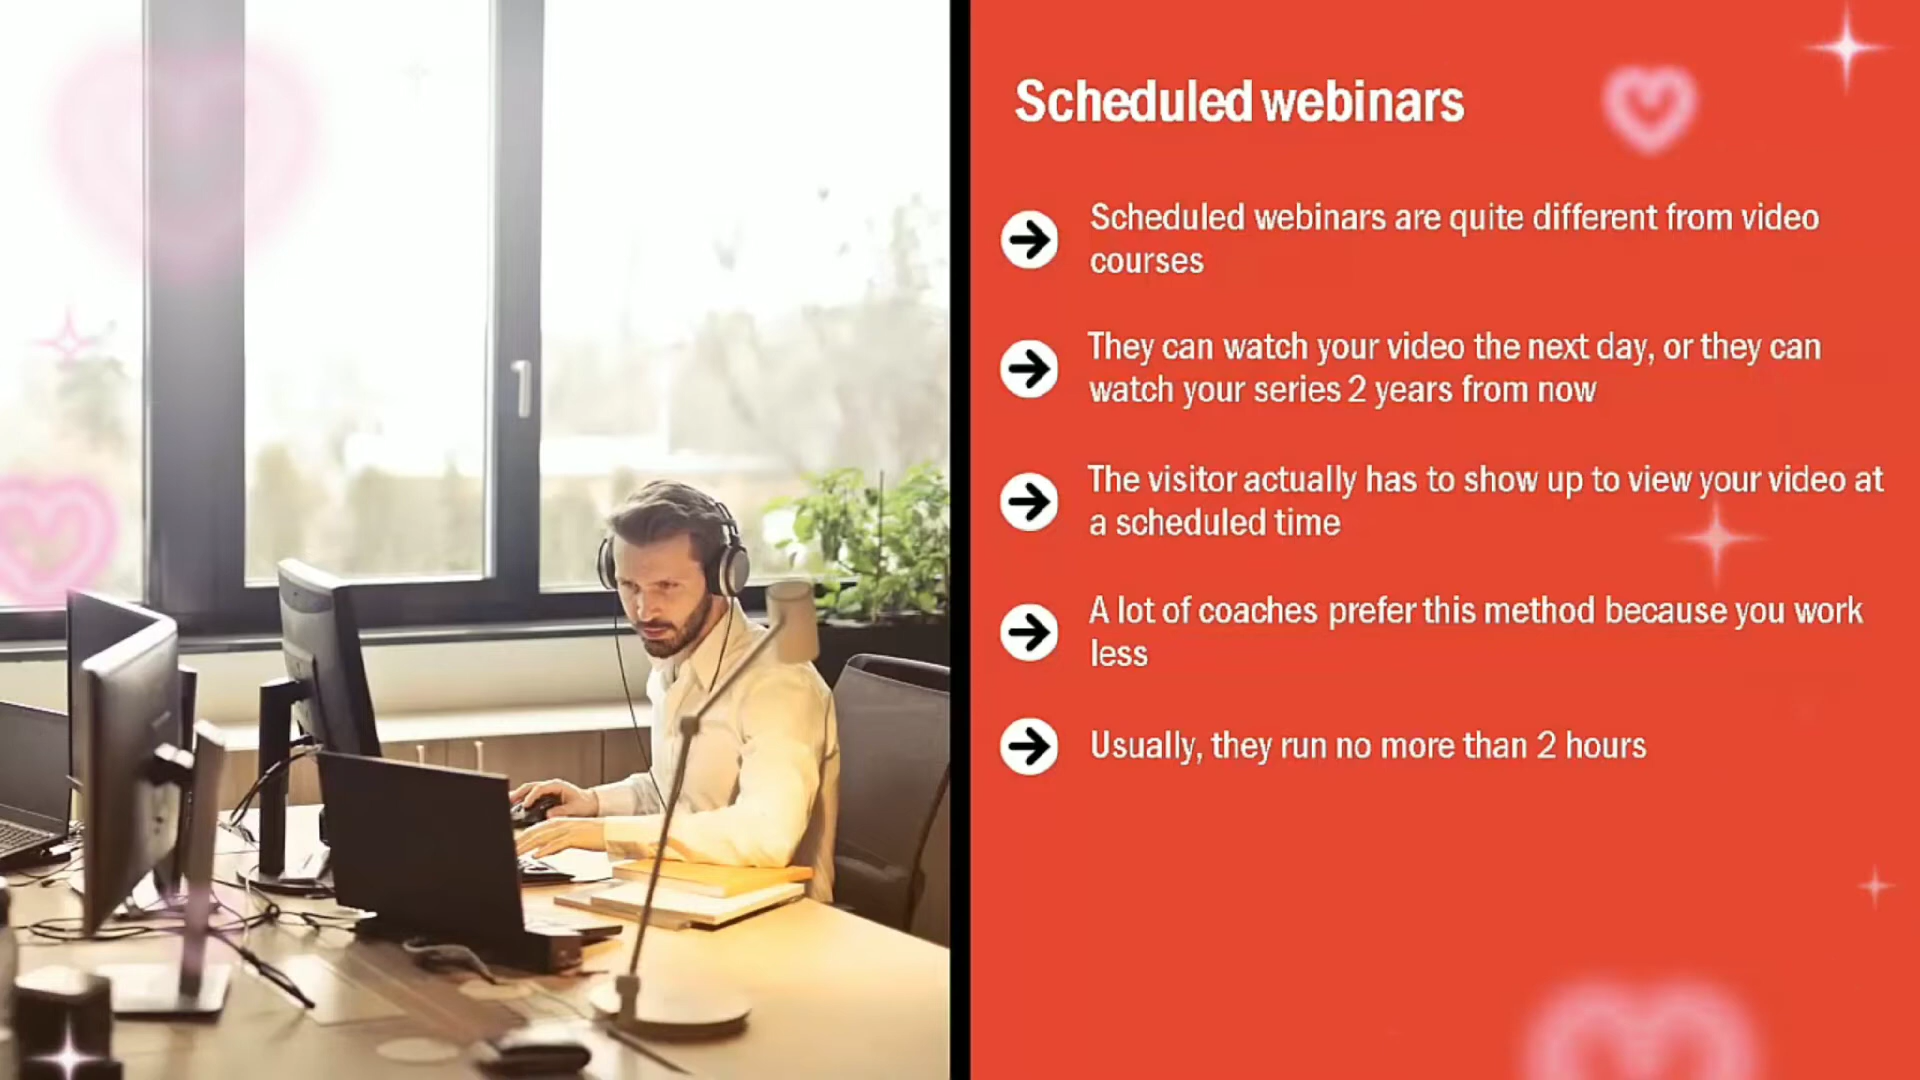 Scheduled webinars
Scheduled webinars are quite different from video
courses
They can watch your video the next day, or they can
watch your series 2 years from now
The visitor actually has to show up to view your video at
a scheduled time
A lot of coaches prefer this method because you work
less
Usually, they run no more than 2 hours